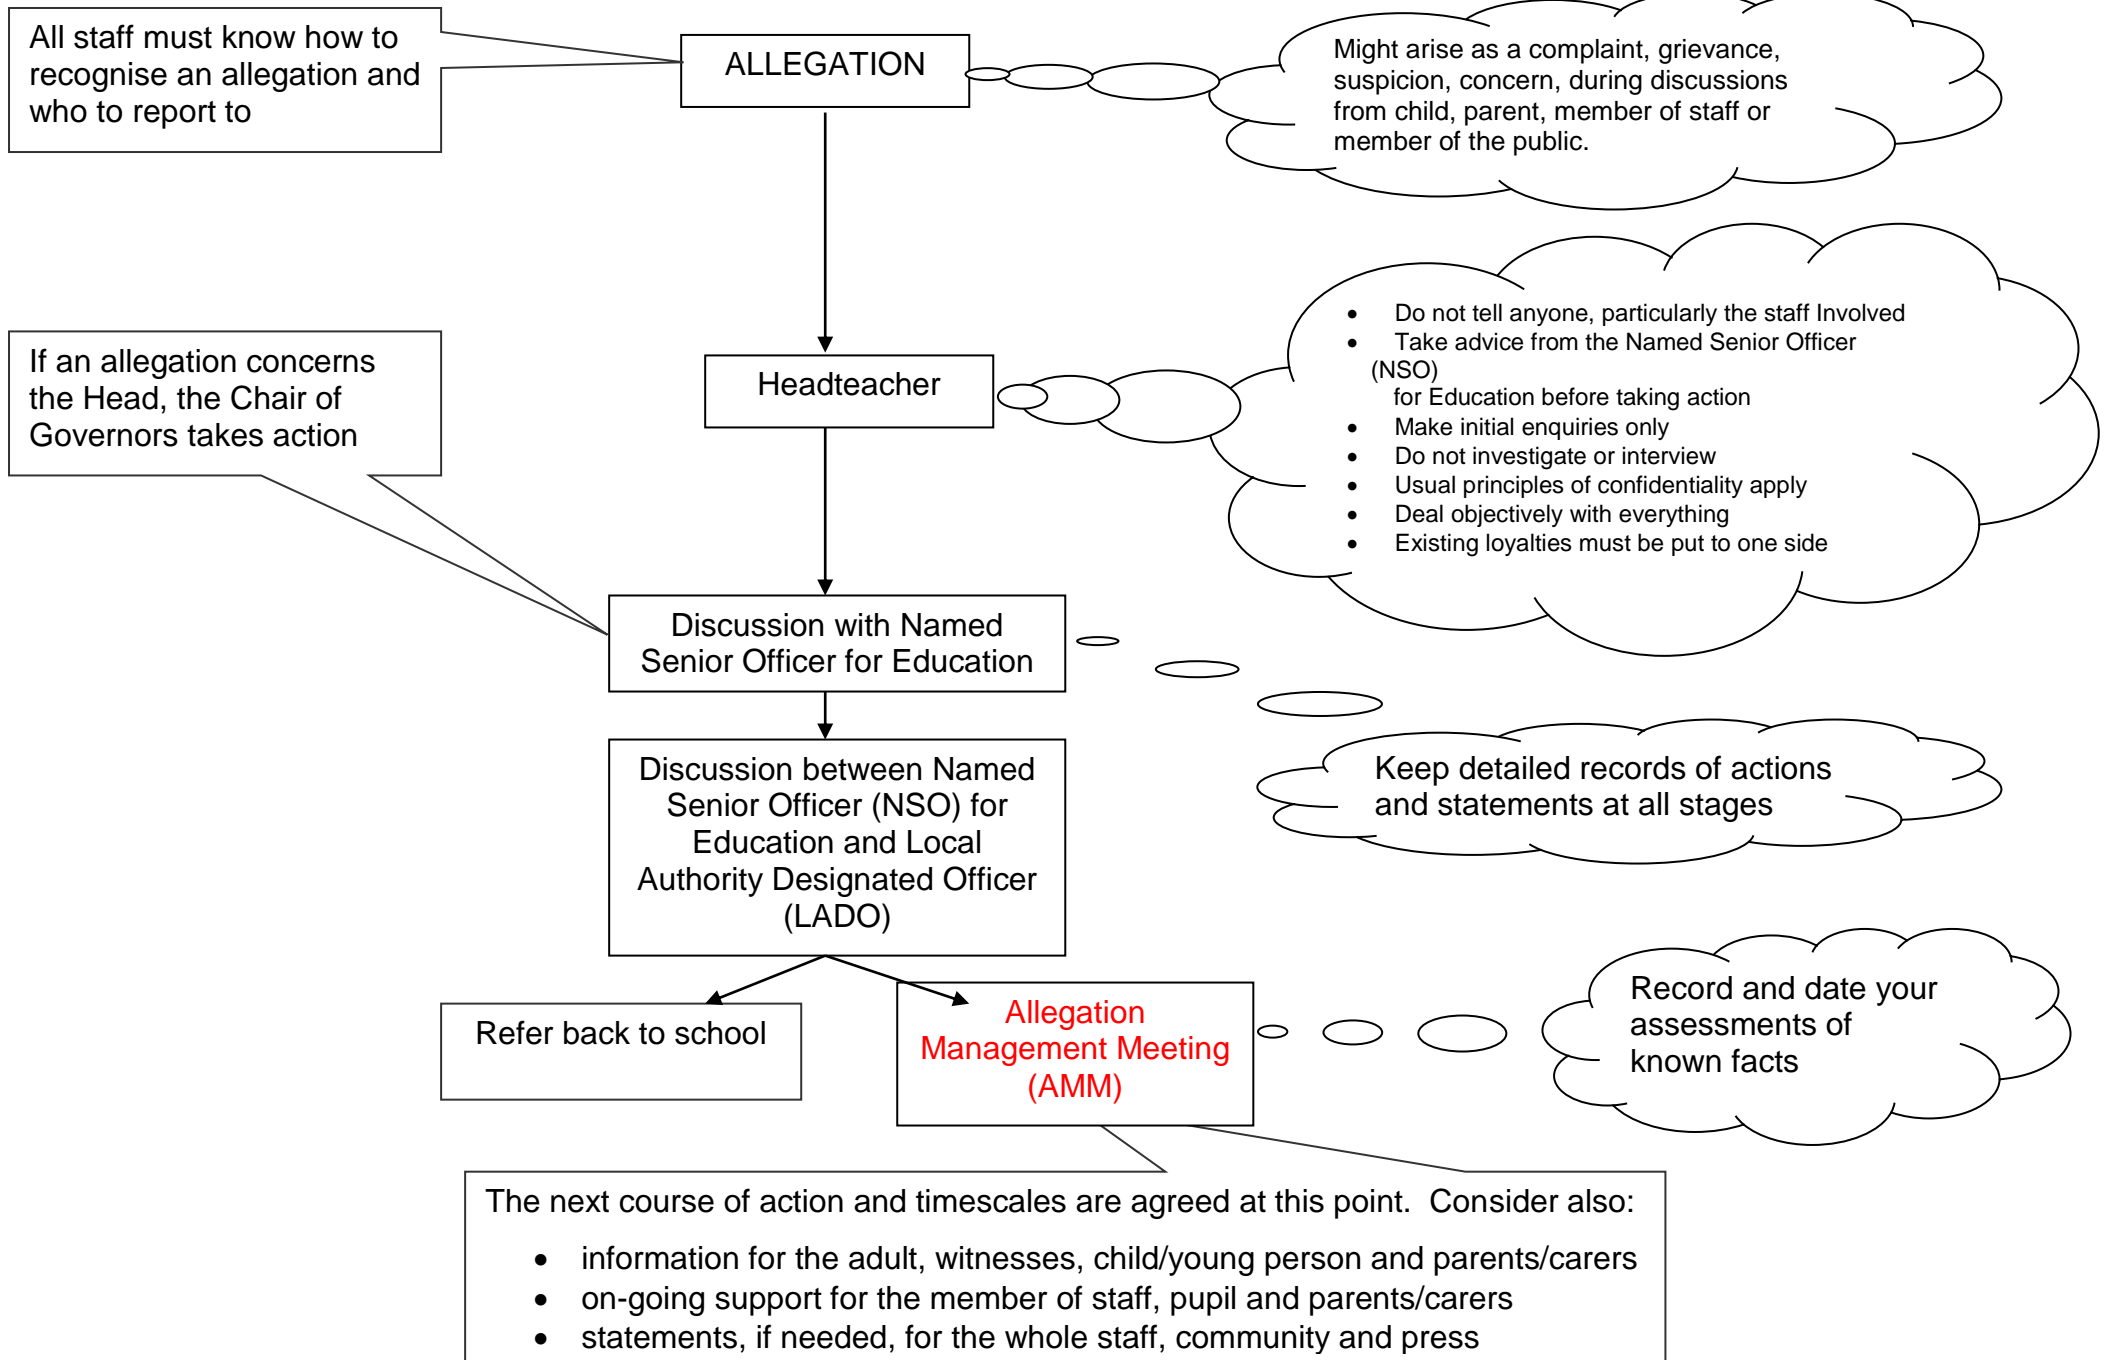 All staff must know how to
recognise an allegation and
who to report to
ALLEGATION
Might arise as a complaint, grievance,
suspicion, concern, during discussions
from child, parent, member of staff or
member of the public.
If an allegation concerns
the Head, the Chair of
Governors takes action
Headteacher
• Do not tell anyone, particularly the staff Involved
• Take advice from the Named Senior Officer
(NSO)
for Education before taking action
• Make initial enquiries only
• Do not investigate or interview
• Usual principles of confidentiality apply
• Deal objectively with everything
• Existing loyalties must be put to one side
Discussion with Named
Senior Officer for Education
Discussion between Named
Senior Officer (NSO) for
Education and Local
Authority Designated Officer
(LADO)
Keep detailed records of actions
and statements at all stages
Refer back to school
Allegation
Management Meeting
(AMM)
Record and date your
assessments of
known facts
The next course of action and timescales are agreed at this point.  Consider also:
• information for the adult, witnesses, child/young person and parents/carers
• on-going support for the member of staff, pupil and parents/carers
• statements, if needed, for the whole staff, community and press